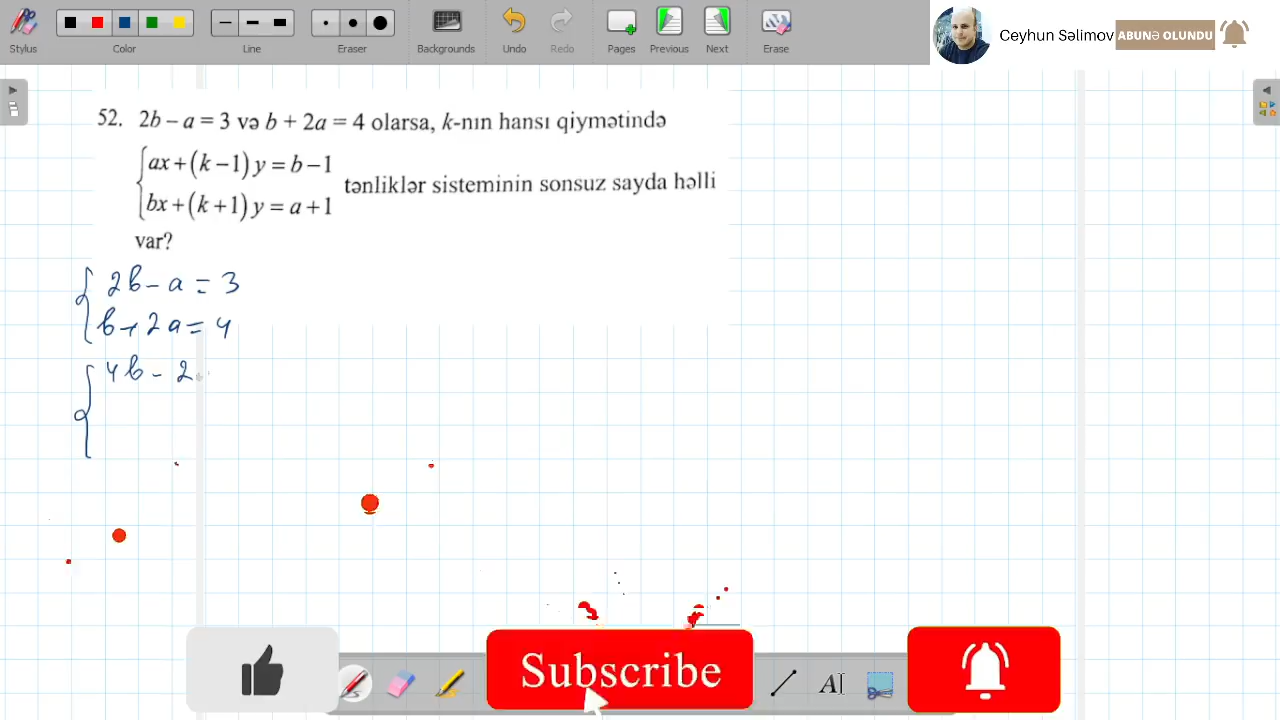 Stylus
Color
Line
Eraser
Backgrounds
Undo
Redo
Pages
Previous
Next
Erase
Ceyhun Səlimov
ABUNƏ OLUNDU
52. 2b – a = 3 və b + 2a = 4 olarsa, k-nın hansı qiymətində
ax + (k – 1) y = b – 1
bx + (k + 1) y = a + 1
tənliklər sisteminin sonsuz sayda həlli
var?
2b – a = 3
b + 2a = 4
4b – 2
Subscribe
A